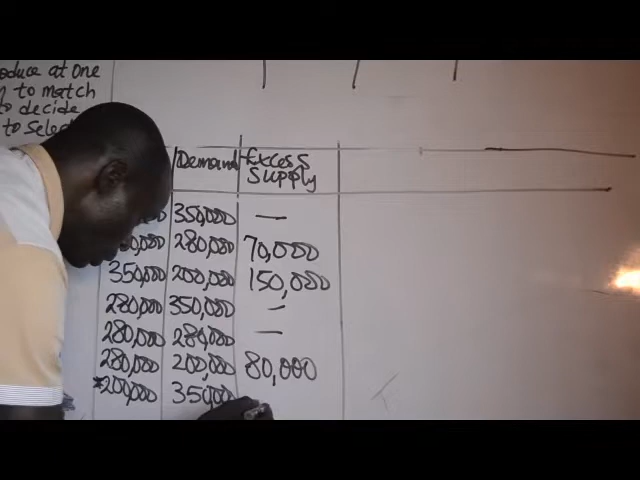 oduce at one
to match
to decide
to selec
Demand Excess Supply
350,000 —
280,000 70,000
350,000 200,000 150,000
280,000 350,000 —
280,000 280,000 —
280,000 200,000 80,000
*200,000 350,000